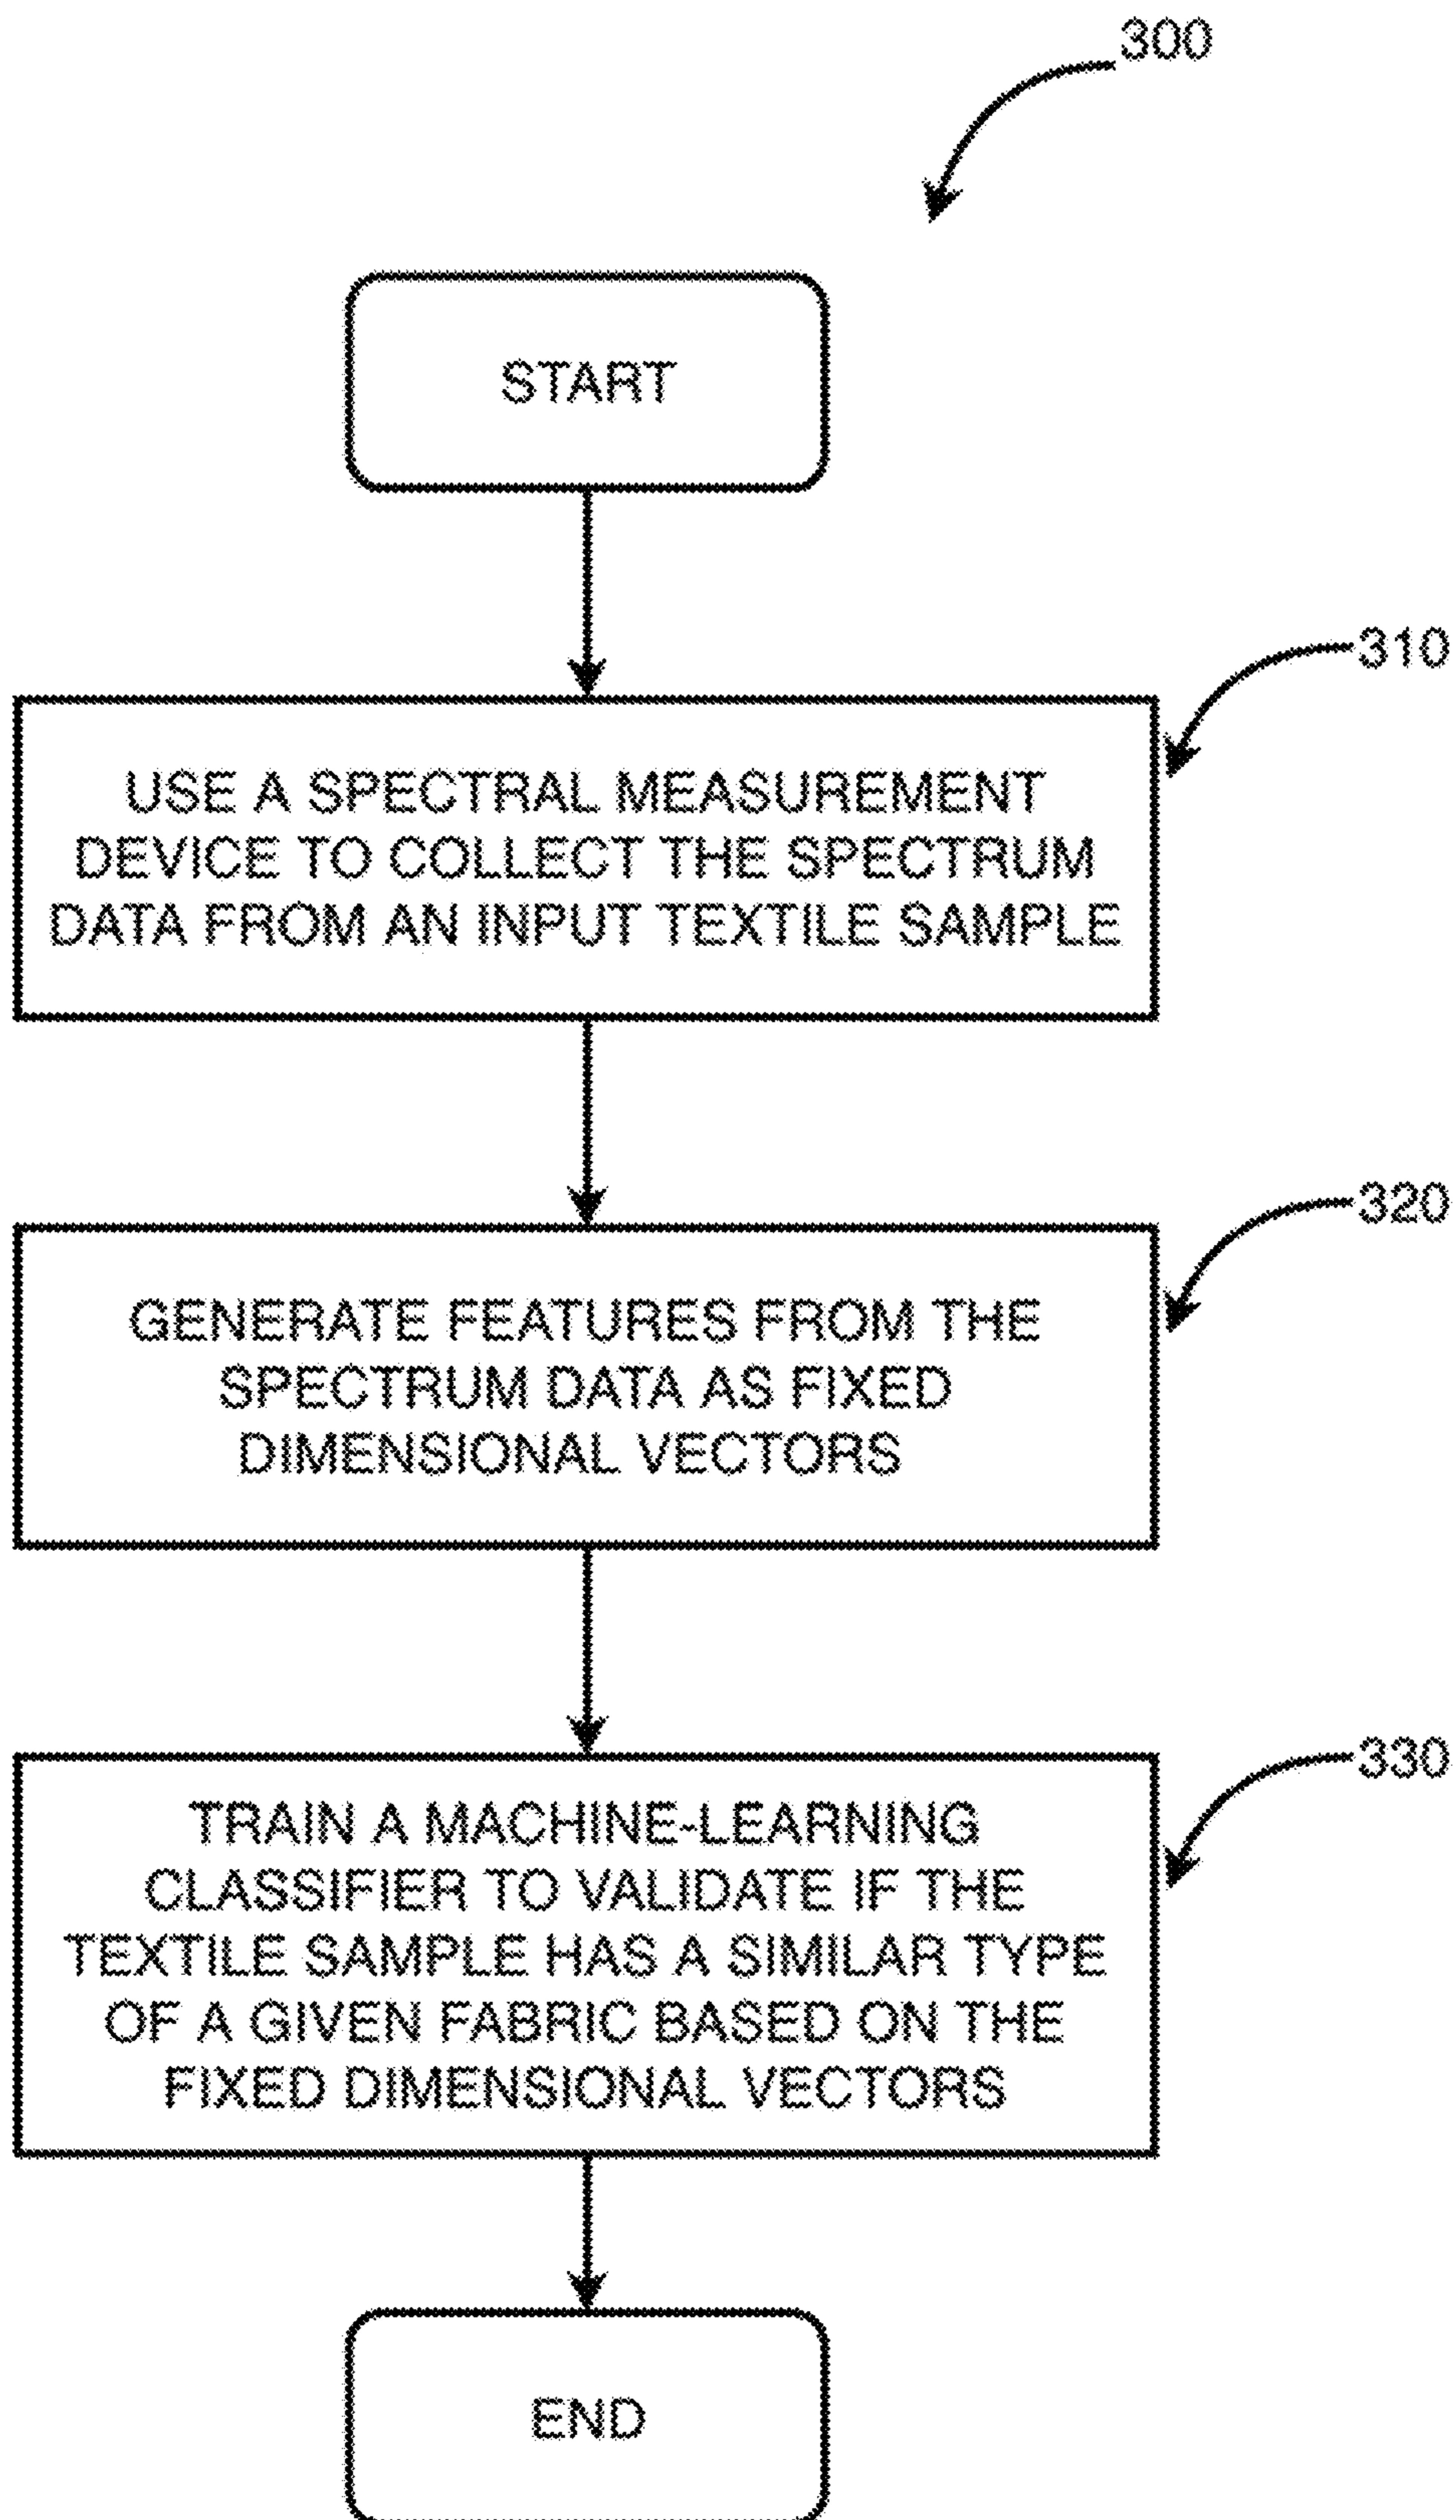 300
START
310
USE A SPECTRAL MEASUREMENT
DEVICE TO COLLECT THE SPECTRUM
DATA FROM AN INPUT TEXTILE SAMPLE
320
GENERATE FEATURES FROM THE
SPECTRUM DATA AS FIXED
DIMENSIONAL VECTORS
330
TRAIN A MACHINE-LEARNING
CLASSIFIER TO VALIDATE IF THE
TEXTILE SAMPLE HAS A SIMILAR TYPE
OF A GIVEN FABRIC BASED ON THE
FIXED DIMENSIONAL VECTORS
END